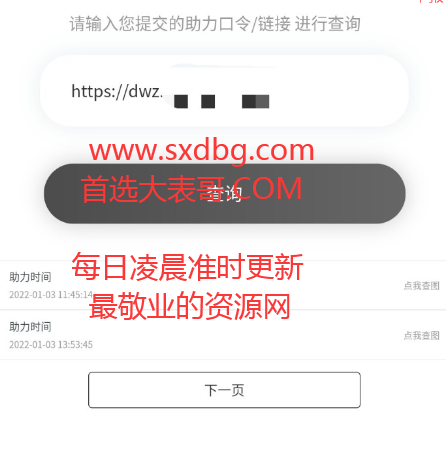 请输入您提交的助力口令/链接 进行查询
https://dwz.
www.sxdbg.com
首选大表哥.COM
查询
每日凌晨准时更新
助力时间
点我查图
2022-01-03 11:45:14
最敬业的资源网
助力时间
点我查图
2022-01-03 13:53:45
下一页